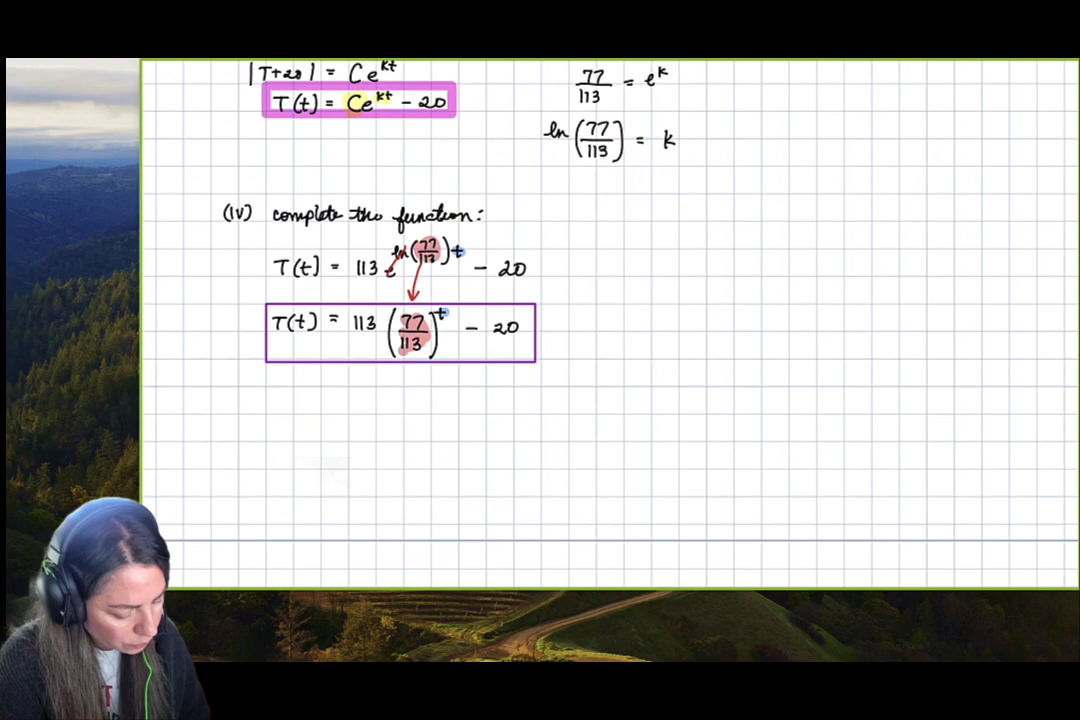 |T+20| = Ce^{kt}
T(t) = Ce^{kt} - 20
77/113 = e^k
ln(77/113) = k
(iv) complete the function:
T(t) = 113 e^{ln(77/113)t} - 20
T(t) = 113 (77/113)^t - 20